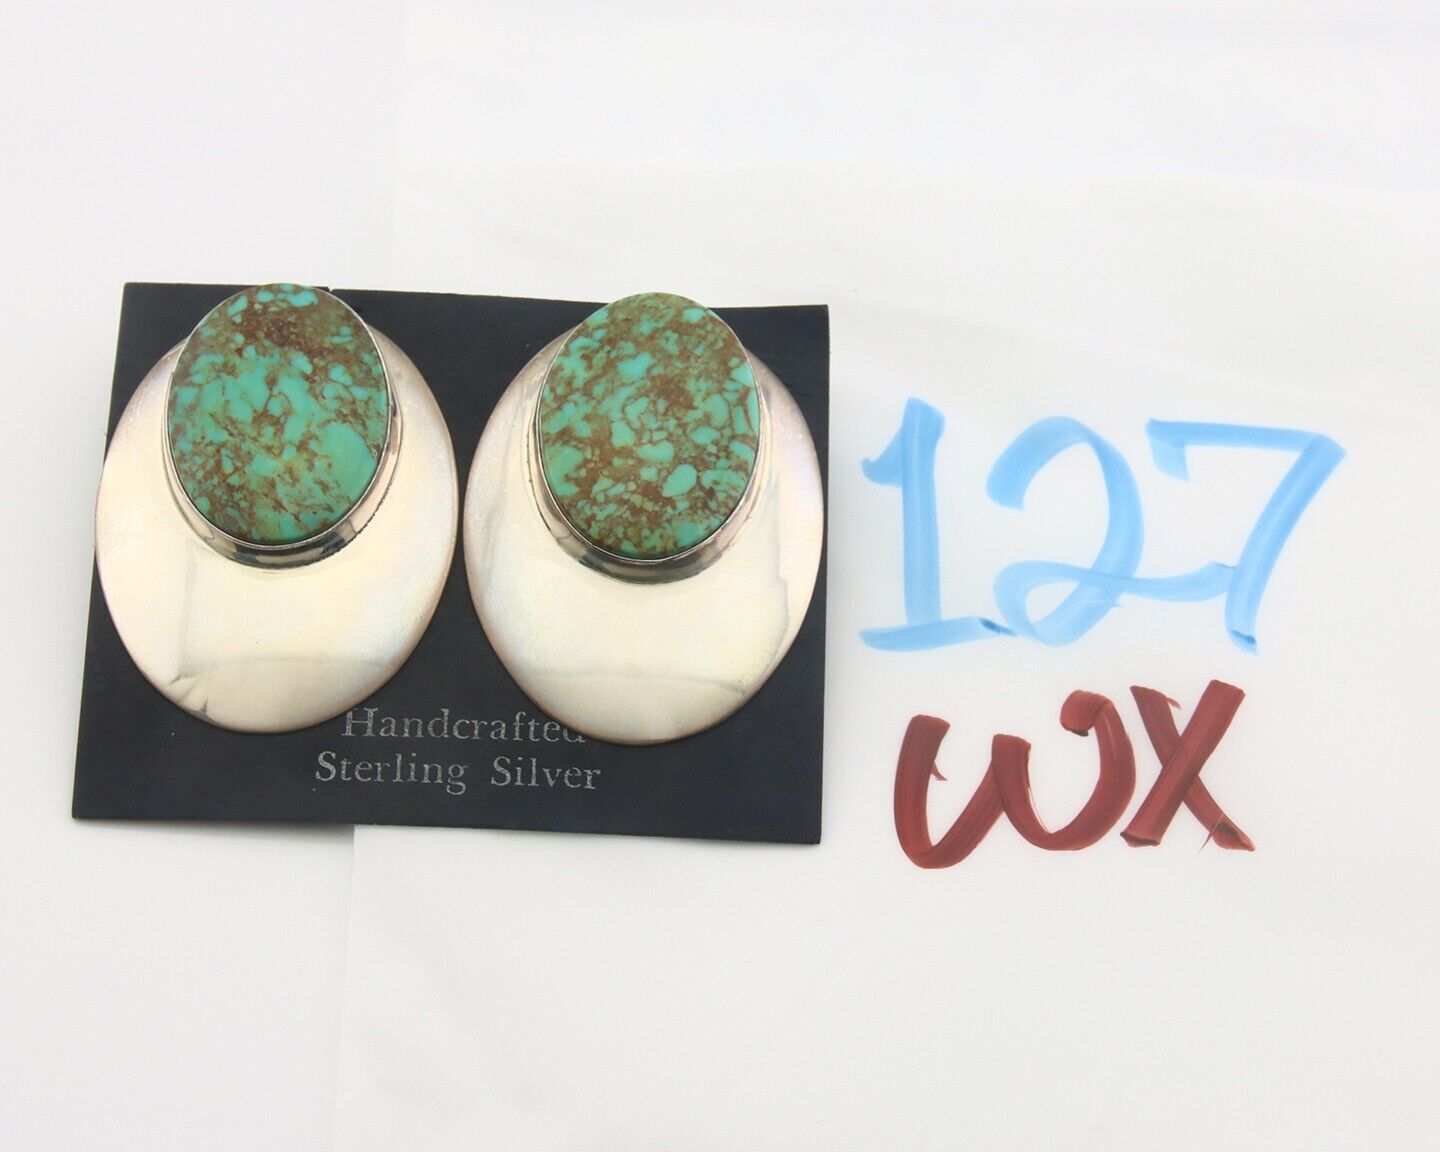 Handcrafted
Sterling Silver
127
WX